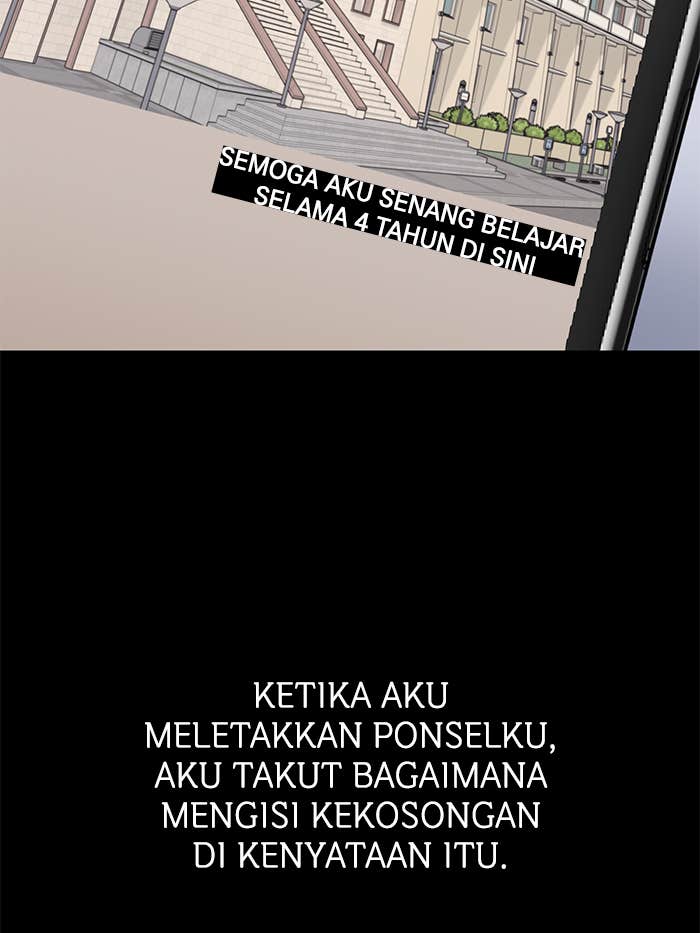 SEMOGA AKU SENANG BELAJAR
SELAMA 4 TAHUN DI SINI
KETIKA AKU
MELETAKKAN PONSELKU,
AKU TAKUT BAGAIMANA
MENGISI KEKOSONGAN
DI KENYATAAN ITU.